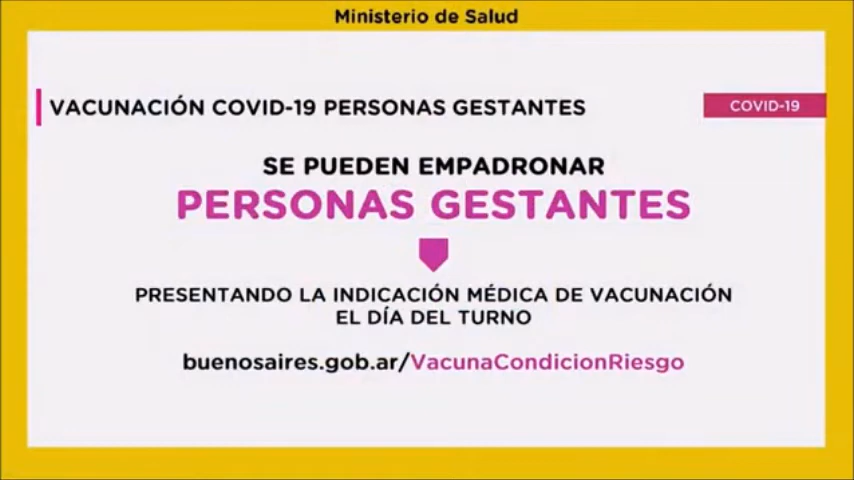 Ministerio de Salud
VACUNACIÓN COVID-19 PERSONAS GESTANTES
COVID-19
SE PUEDEN EMPADRONAR
PERSONAS GESTANTES
PRESENTANDO LA INDICACIÓN MÉDICA DE VACUNACIÓN
EL DÍA DEL TURNO
buenosaires.gob.ar/VacunaCondicionRiesgo